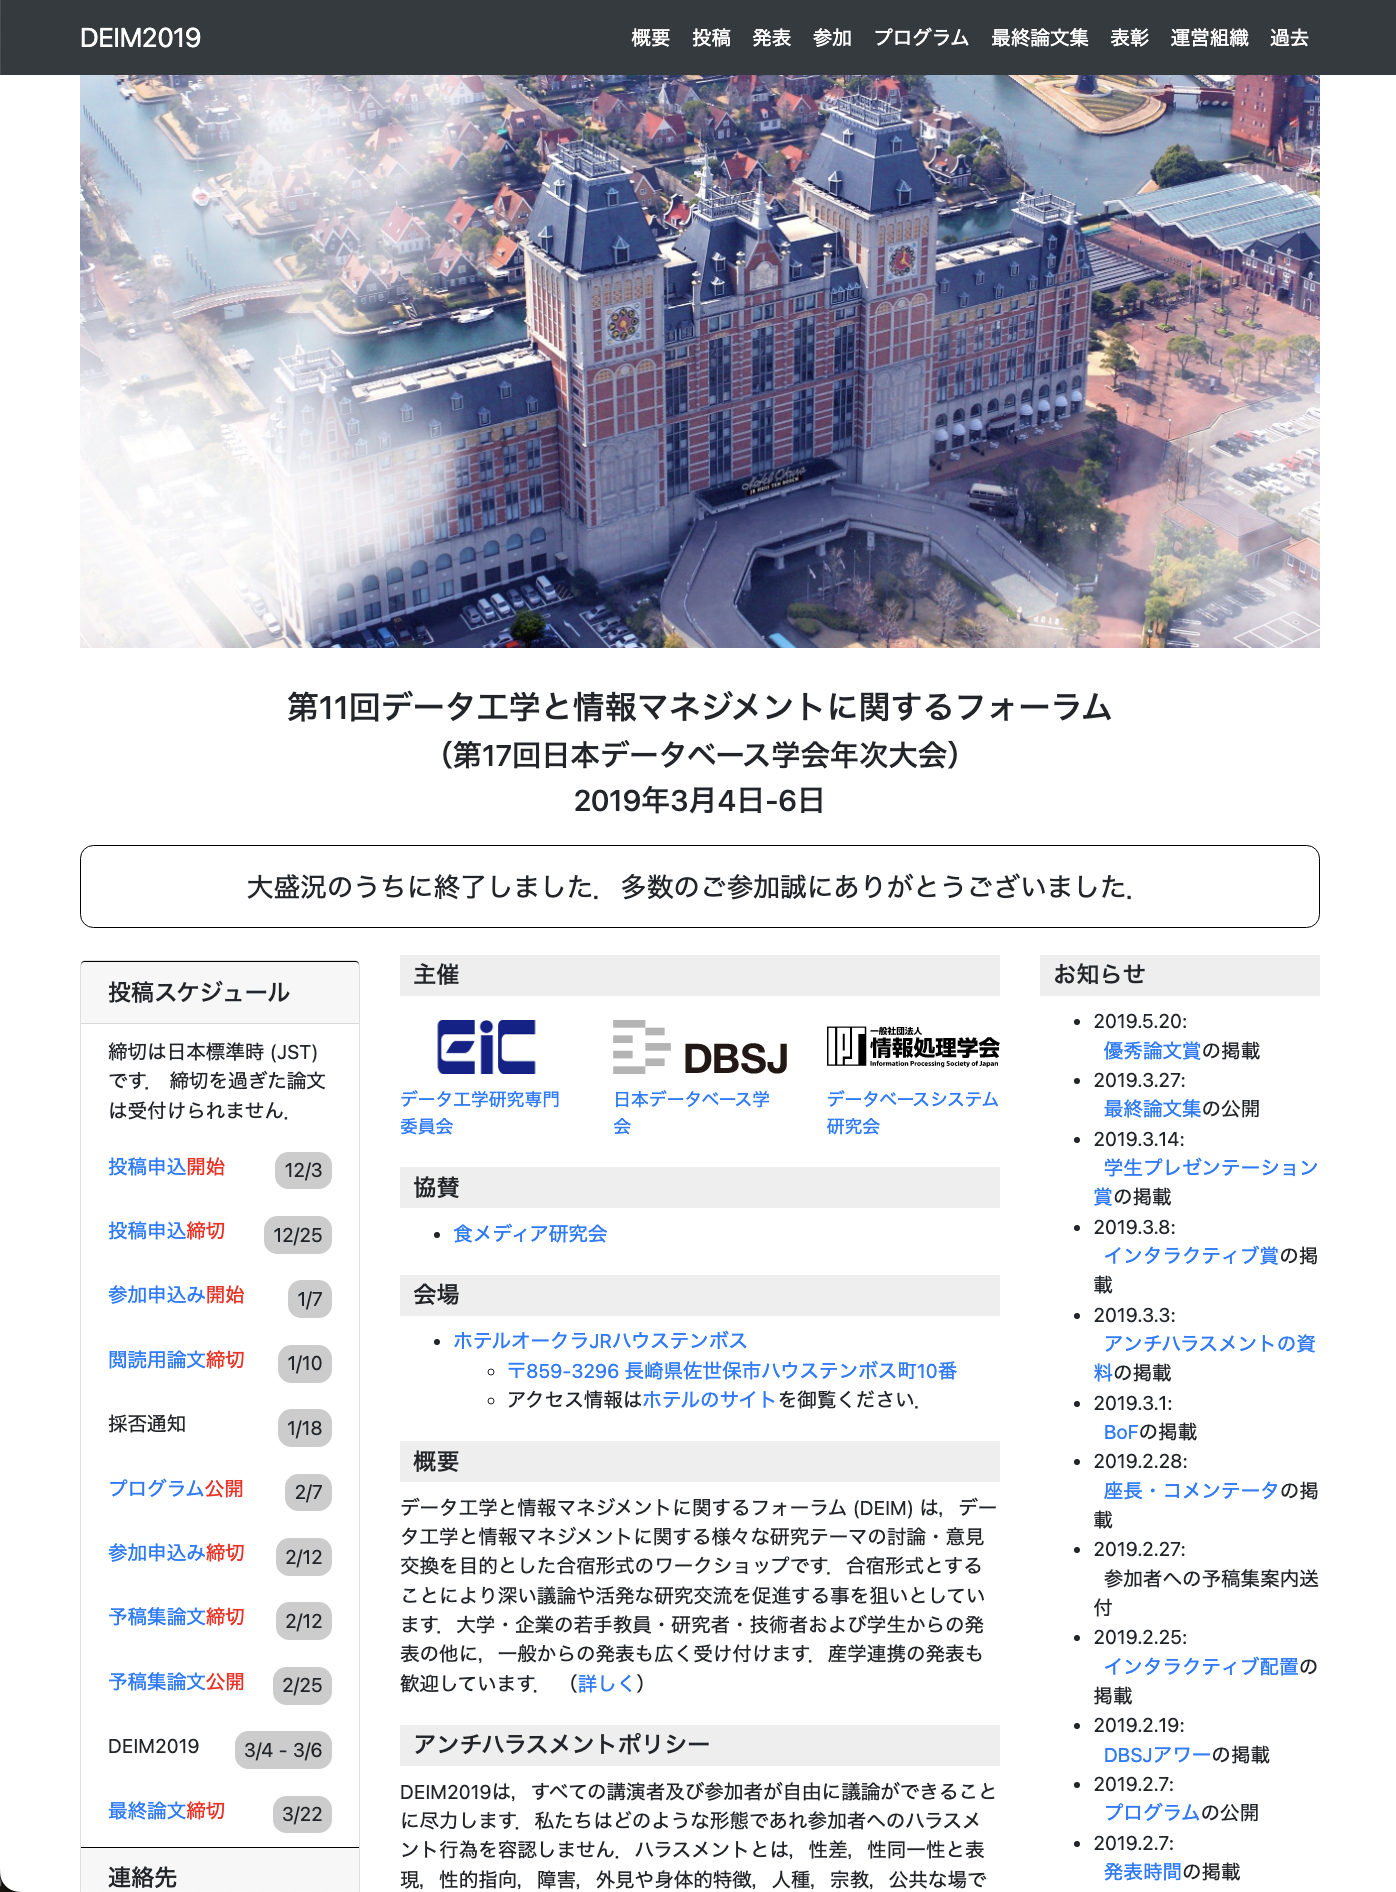 DEIM2019
概要 投稿 発表 参加 プログラム 最終論文集 表彰 運営組織 過去
Hotel Okura
JR HUIS TEN BOSCH
第11回データ工学と情報マネジメントに関するフォーラム
（第17回日本データベース学会年次大会）
2019年3月4日-6日
大盛況のうちに終了しました．多数のご参加誠にありがとうございました．
投稿スケジュール
締切は日本標準時 (JST)
です． 締切を過ぎた論文
は受付けられません．
投稿申込開始 12/3
投稿申込締切 12/25
参加申込み開始 1/7
閲読用論文締切 1/10
採否通知 1/18
プログラム公開 2/7
参加申込み締切 2/12
予稿集論文締切 2/12
予稿集論文公開 2/25
DEIM2019 3/4 - 3/6
最終論文締切 3/22
連絡先
主催
EiC
データ工学研究専門
委員会
DBSJ
日本データベース学
会
一般社団法人
情報処理学会
Information Processing Society of Japan
データベースシステム
研究会
協賛
• 食メディア研究会
会場
• ホテルオークラJRハウステンボス
◦ 〒859-3296 長崎県佐世保市ハウステンボス町10番
◦ アクセス情報はホテルのサイトを御覧ください．
概要
データ工学と情報マネジメントに関するフォーラム (DEIM) は，デー
タ工学と情報マネジメントに関する様々な研究テーマの討論・意見
交換を目的とした合宿形式のワークショップです．合宿形式とする
ことにより深い議論や活発な研究交流を促進する事を狙いとしてい
ます．大学・企業の若手教員・研究者・技術者および学生からの発
表の他に，一般からの発表も広く受け付けます．産学連携の発表も
歓迎しています． （詳しく）
アンチハラスメントポリシー
DEIM2019は，すべての講演者及び参加者が自由に議論ができること
に尽力します．私たちはどのような形態であれ参加者へのハラスメ
ント行為を容認しません．ハラスメントとは，性差，性同一性と表
現，性的指向，障害，外見や身体的特徴，人種，宗教，公共な場で
お知らせ
• 2019.5.20:
優秀論文賞の掲載
• 2019.3.27:
最終論文集の公開
• 2019.3.14:
学生プレゼンテーション
賞の掲載
• 2019.3.8:
インタラクティブ賞の掲
載
• 2019.3.3:
アンチハラスメントの資
料の掲載
• 2019.3.1:
BoFの掲載
• 2019.2.28:
座長・コメンテータの掲
載
• 2019.2.27:
参加者への予稿集案内送
付
• 2019.2.25:
インタラクティブ配置の
掲載
• 2019.2.19:
DBSJアワーの掲載
• 2019.2.7:
プログラムの公開
• 2019.2.7:
発表時間の掲載